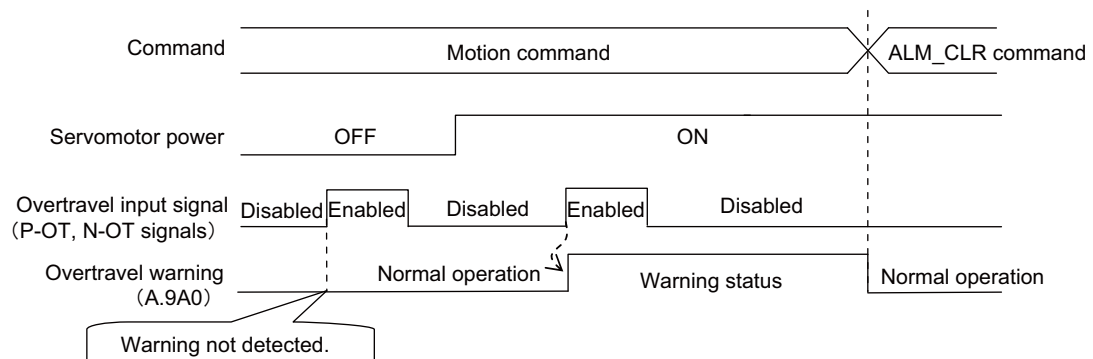 Command
Motion command
ALM_CLR command
Servomotor power
OFF
ON
Overtravel input signal
（P-OT, N-OT signals）
Disabled
Enabled
Disabled
Enabled
Disabled
Overtravel warning
（A.9A0）
Normal operation
Warning status
Normal operation
Warning not detected.